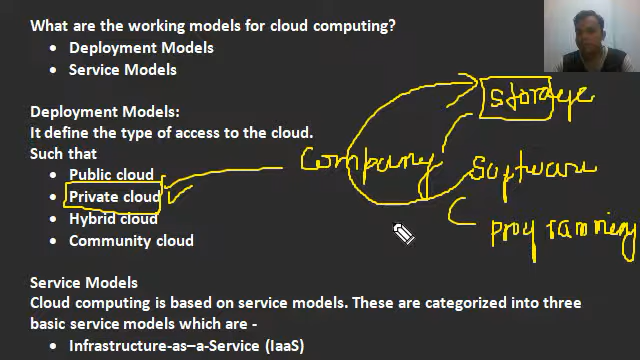 What are the working models for cloud computing?
• Deployment Models
• Service Models
Deployment Models:
It define the type of access to the cloud.
Such that
• Public cloud
• Private cloud
• Hybrid cloud
• Community cloud
storage
Company
Software
programming
Service Models
Cloud computing is based on service models. These are categorized into three
basic service models which are -
• Infrastructure–as–a–Service (IaaS)